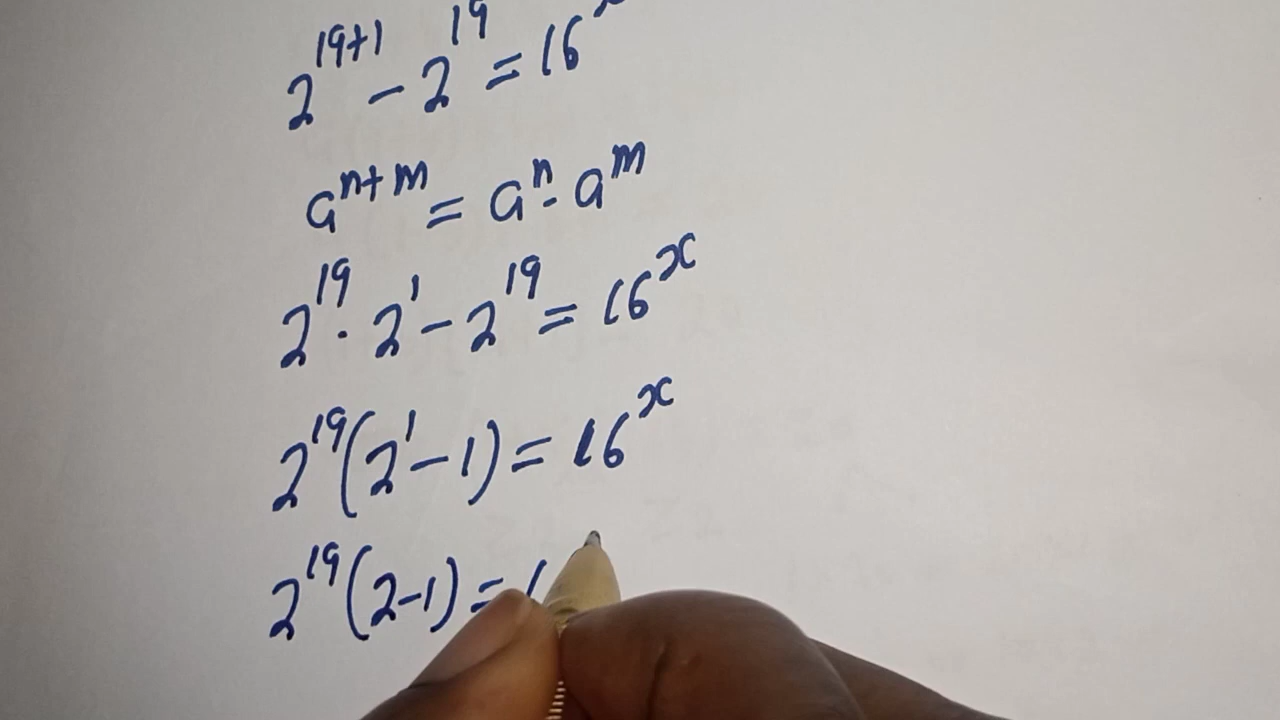 2^{19+1} - 2^{19} = 16^x
a^{n+m} = a^n · a^m
2^{19} · 2^1 - 2^{19} = 16^x
2^{19}(2^1 - 1) = 16^x
2^{19}(2-1) = 1